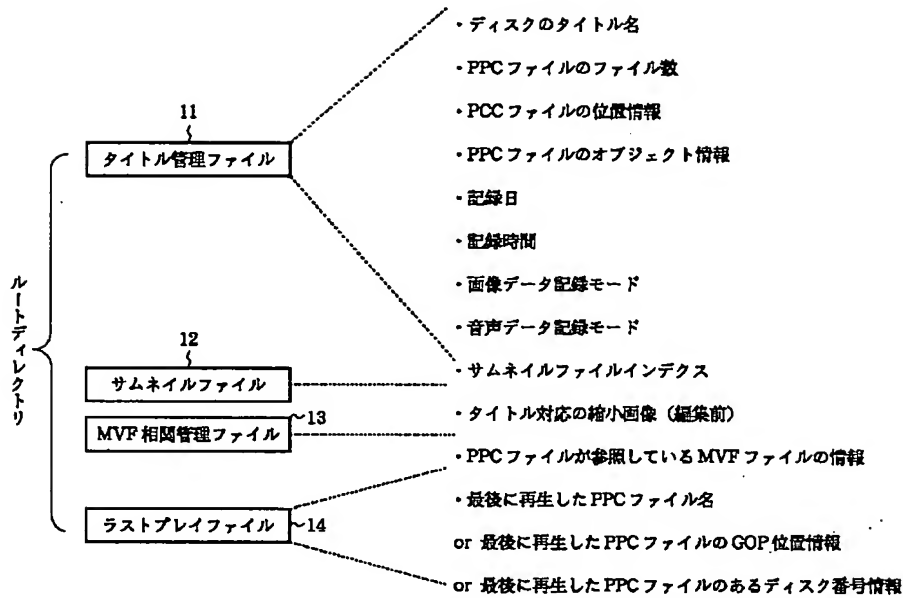 ルートディレクトリ
11
タイトル管理ファイル
12
サムネイルファイル
13
MVF相関管理ファイル
ラストプレイファイル
14
・ディスクのタイトル名
・PPCファイルのファイル数
・PCCファイルの位置情報
・PPCファイルのオブジェクト情報
・記録日
・記録時間
・画像データ記録モード
・音声データ記録モード
・サムネイルファイルインデクス
・タイトル対応の縮小画像（編集前）
・PPCファイルが参照しているMVFファイルの情報
・最後に再生したPPCファイル名
or 最後に再生したPPCファイルのGOP位置情報
or 最後に再生したPPCファイルのあるディスク番号情報